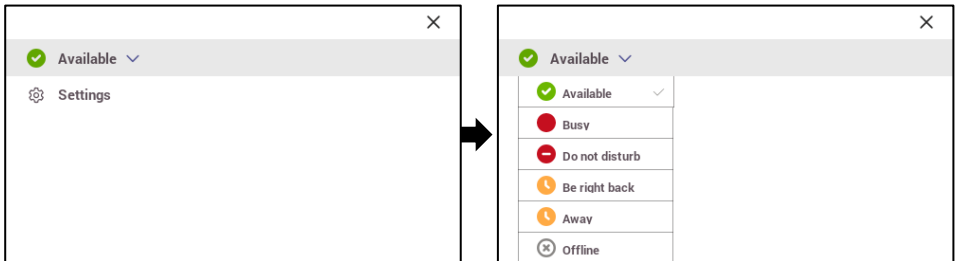 Available
Settings
Available
Available
Busy
Do not disturb
Be right back
Away
Offline